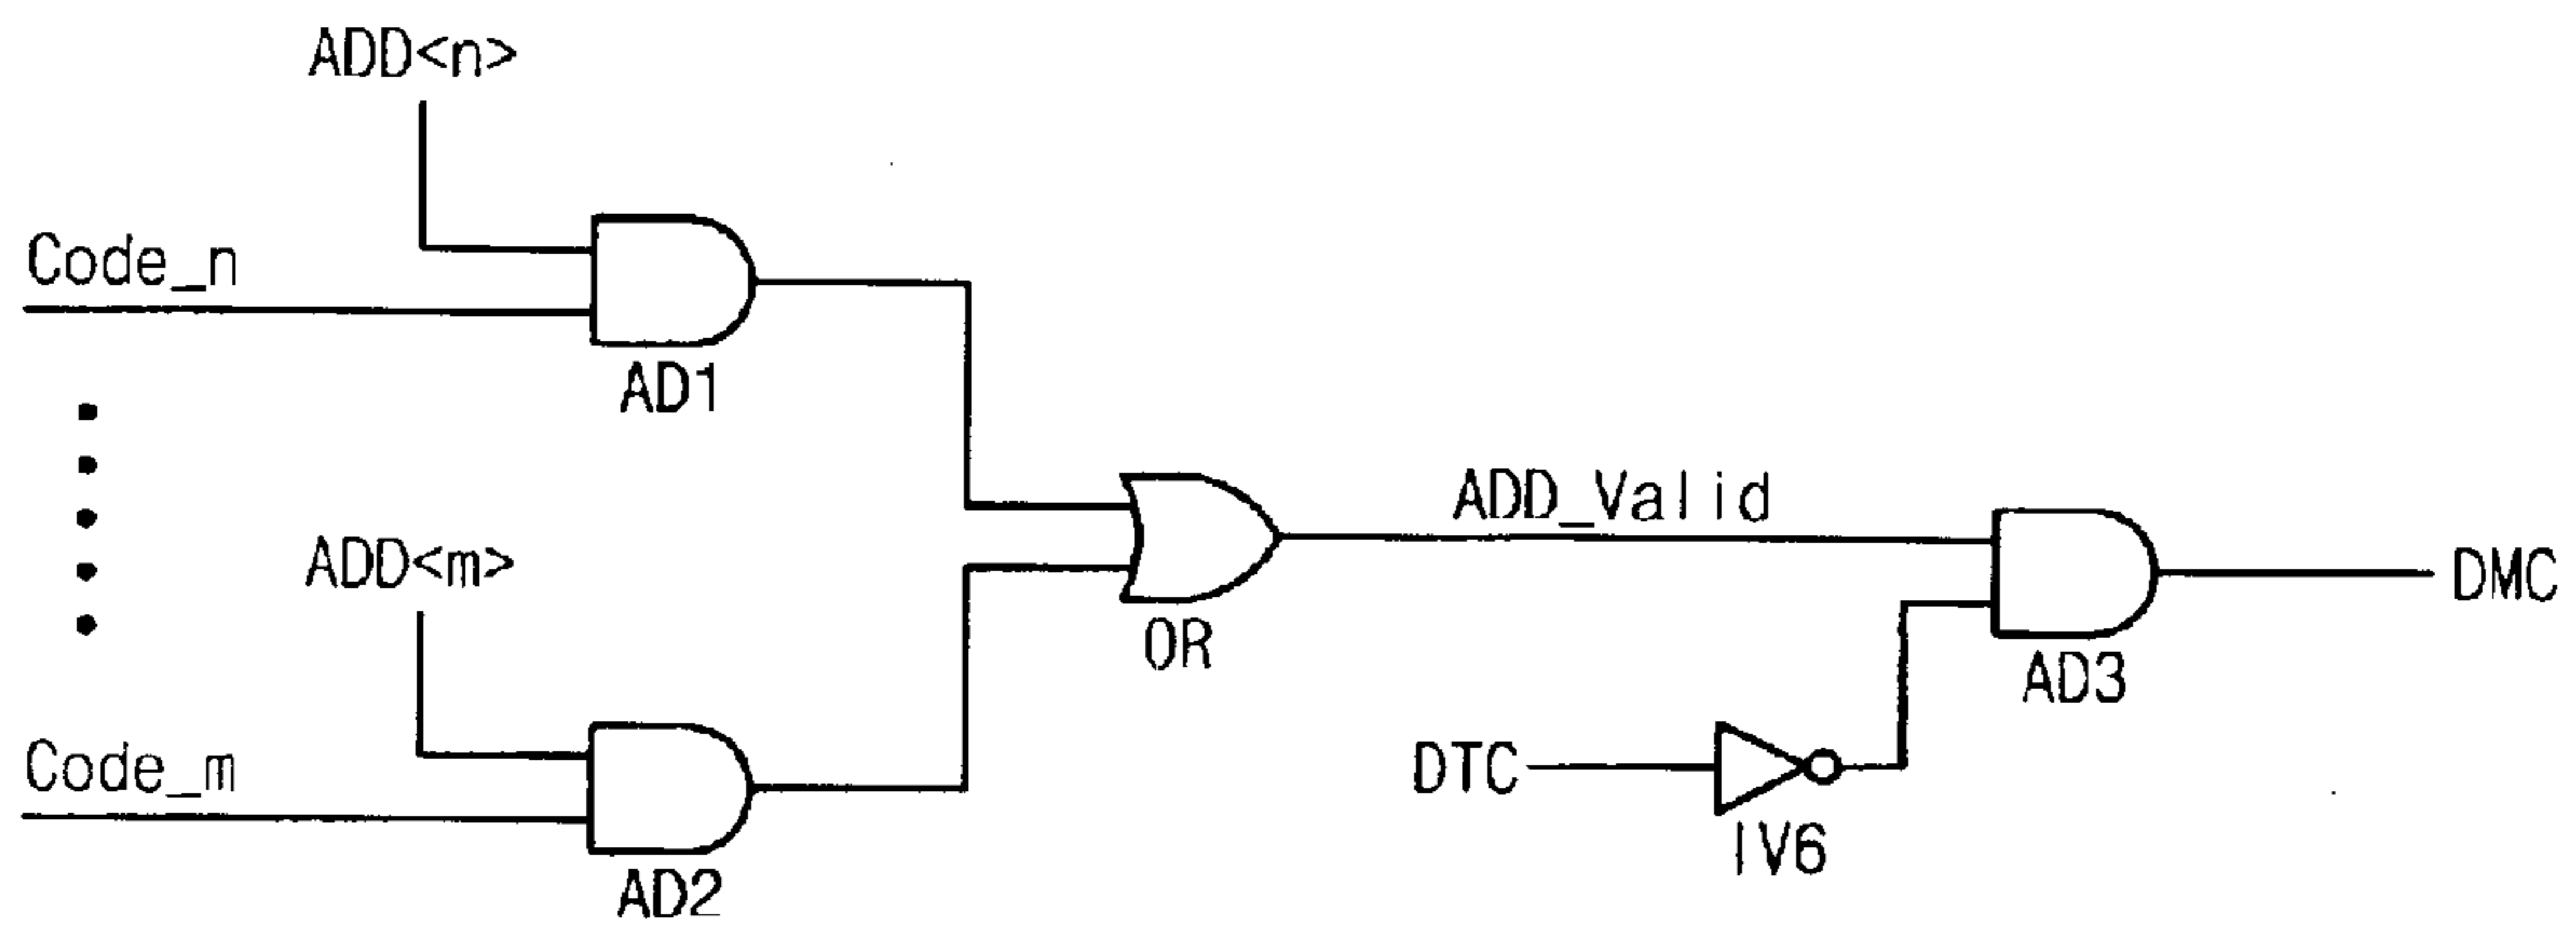 ADD<n>
Code_n
AD1
ADD<m>
Code_m
AD2
OR
ADD_Valid
DTC
IV6
AD3
DMC